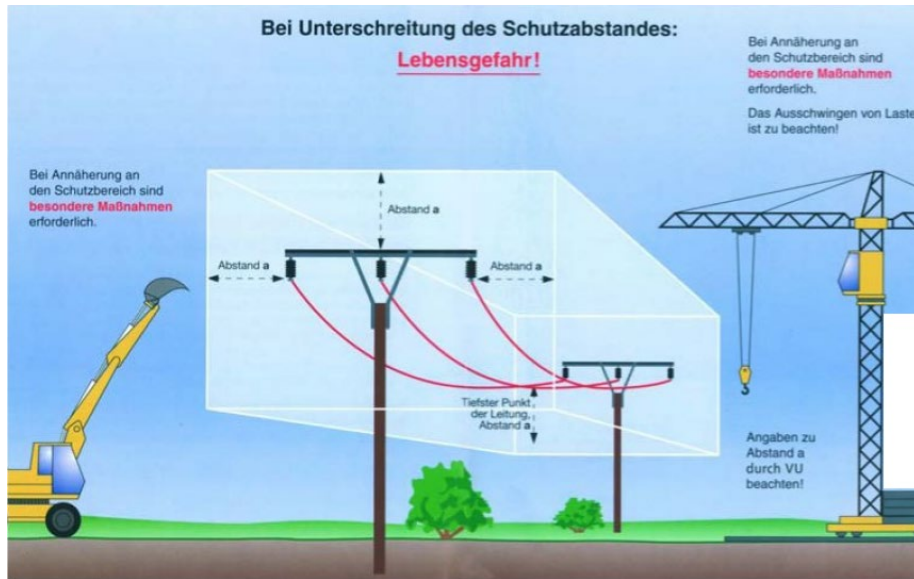 Bei Unterschreitung des Schutzabstandes:
Lebensgefahr!
Bei Annäherung an
den Schutzbereich sind
besondere Maßnahmen
erforderlich.
Das Ausschwingen von Laste
ist zu beachten!
Bei Annäherung an
den Schutzbereich sind
besondere Maßnahmen
erforderlich.
Abstand a
Abstand a
Abstand a
Tiefster Punkt
der Leitung,
Abstand a
Angaben zu
Abstand a
durch VU
beachten!